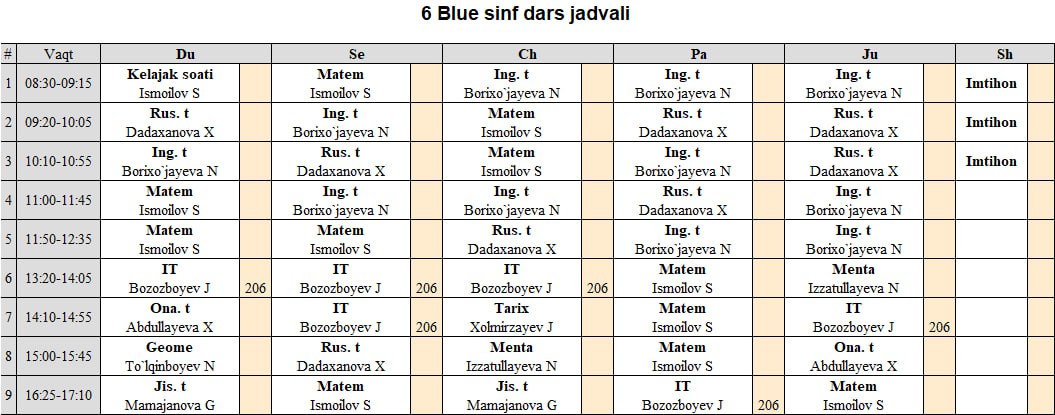 6 Blue sinf dars jadvali
# Vaqt Du Se Ch Pa Ju Sh
1 08:30-09:15 Kelajak soati Ismoilov S Matem Ismoilov S Ing. t Borixo`jayeva N Ing. t Borixo`jayeva N Ing. t Borixo`jayeva N Imtihon
2 09:20-10:05 Rus. t Dadaxanova X Ing. t Borixo`jayeva N Matem Ismoilov S Rus. t Dadaxanova X Rus. t Dadaxanova X Imtihon
3 10:10-10:55 Ing. t Borixo`jayeva N Rus. t Dadaxanova X Matem Ismoilov S Ing. t Borixo`jayeva N Rus. t Dadaxanova X Imtihon
4 11:00-11:45 Matem Ismoilov S Ing. t Borixo`jayeva N Ing. t Borixo`jayeva N Rus. t Dadaxanova X Ing. t Borixo`jayeva N
5 11:50-12:35 Matem Ismoilov S Matem Ismoilov S Rus. t Dadaxanova X Ing. t Borixo`jayeva N Ing. t Borixo`jayeva N
6 13:20-14:05 IT Bozozboyev J 206 IT Bozozboyev J 206 IT Bozozboyev J 206 Matem Ismoilov S Menta Izzatullayeva N
7 14:10-14:55 Ona. t Abdullayeva X IT Bozozboyev J 206 Tarix Xolmirzayev J Matem Ismoilov S IT Bozozboyev J 206
8 15:00-15:45 Geome To`lqinboyev N Rus. t Dadaxanova X Menta Izzatullayeva N Matem Ismoilov S Ona. t Abdullayeva X
9 16:25-17:10 Jis. t Mamajanova G Matem Ismoilov S Jis. t Mamajanova G IT Bozozboyev J 206 Matem Ismoilov S